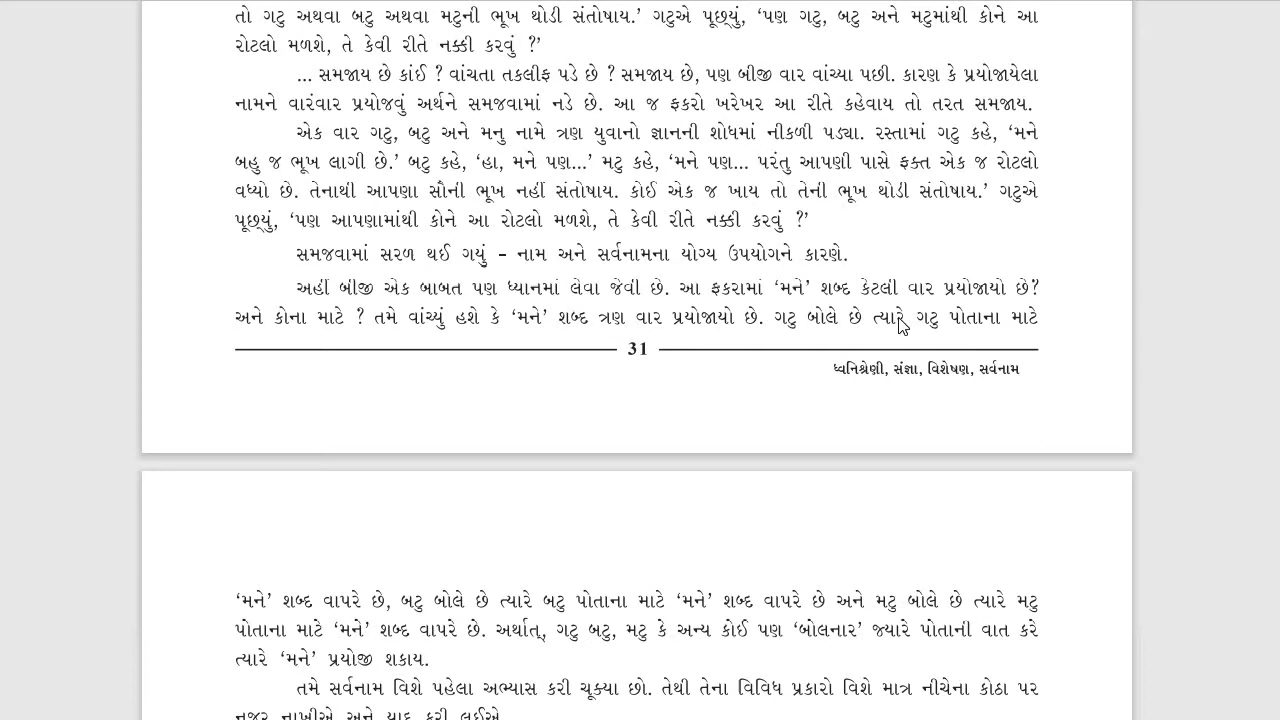 તો ગટુ અથવા બટુ અથવા મટુની ભૂખ થોડી સંતોષાય.’ ગટુએ પૂછ્યું, ‘પણ ગટુ, બટુ અને મટુમાંથી કોને આ
રોટલો મળશે, તે કેવી રીતે નક્કી કરવું ?’
... સમજાય છે કાંઈ ? વાંચતા તકલીફ પડે છે ? સમજાય છે, પણ બીજી વાર વાંચ્યા પછી. કારણ કે પ્રયોજાયેલા
નામને વારંવાર પ્રયોજવું અર્થને સમજવામાં નડે છે. આ જ ફકરો ખરેખર આ રીતે કહેવાય તો તરત સમજાય.
એક વાર ગટુ, બટુ અને મનુ નામે ત્રણ યુવાનો જ્ઞાનની શોધમાં નીકળી પડ્યા. રસ્તામાં ગટુ કહે, ‘મને
બહુ જ ભૂખ લાગી છે.’ બટુ કહે, ‘હા, મને પણ...’ મટુ કહે, ‘મને પણ... પરંતુ આપણી પાસે ફક્ત એક જ રોટલો
વધ્યો છે. તેનાથી આપણા સૌની ભૂખ નહીં સંતોષાય. કોઈ એક જ ખાય તો તેની ભૂખ થોડી સંતોષાય.’ ગટુએ
પૂછ્યું, ‘પણ આપણામાંથી કોને આ રોટલો મળશે, તે કેવી રીતે નક્કી કરવું ?’
સમજવામાં સરળ થઈ ગયું - નામ અને સર્વનામના યોગ્ય ઉપયોગને કારણે.
અહીં બીજી એક બાબત પણ ધ્યાનમાં લેવા જેવી છે. આ ફકરામાં ‘મને’ શબ્દ કેટલી વાર પ્રયોજાયો છે?
અને કોના માટે ? તમે વાંચ્યું હશે કે ‘મને’ શબ્દ ત્રણ વાર પ્રયોજાયો છે. ગટુ બોલે છે ત્યારે ગટુ પોતાના માટે
31
ધ્વનિશ્રેણી, સંજ્ઞા, વિશેષણ, સર્વનામ
‘મને’ શબ્દ વાપરે છે, બટુ બોલે છે ત્યારે બટુ પોતાના માટે ‘મને’ શબ્દ વાપરે છે અને મટુ બોલે છે ત્યારે મટુ
પોતાના માટે ‘મને’ શબ્દ વાપરે છે. અર્થાત્, ગટુ બટુ, મટુ કે અન્ય કોઈ પણ ‘બોલનાર’ જ્યારે પોતાની વાત કરે
ત્યારે ‘મને’ પ્રયોજી શકાય.
તમે સર્વનામ વિશે પહેલા અભ્યાસ કરી ચૂક્યા છો. તેથી તેના વિવિધ પ્રકારો વિશે માત્ર નીચેના કોઠા પર
નજર નાખીએ અને યાદ કરી લઈએ